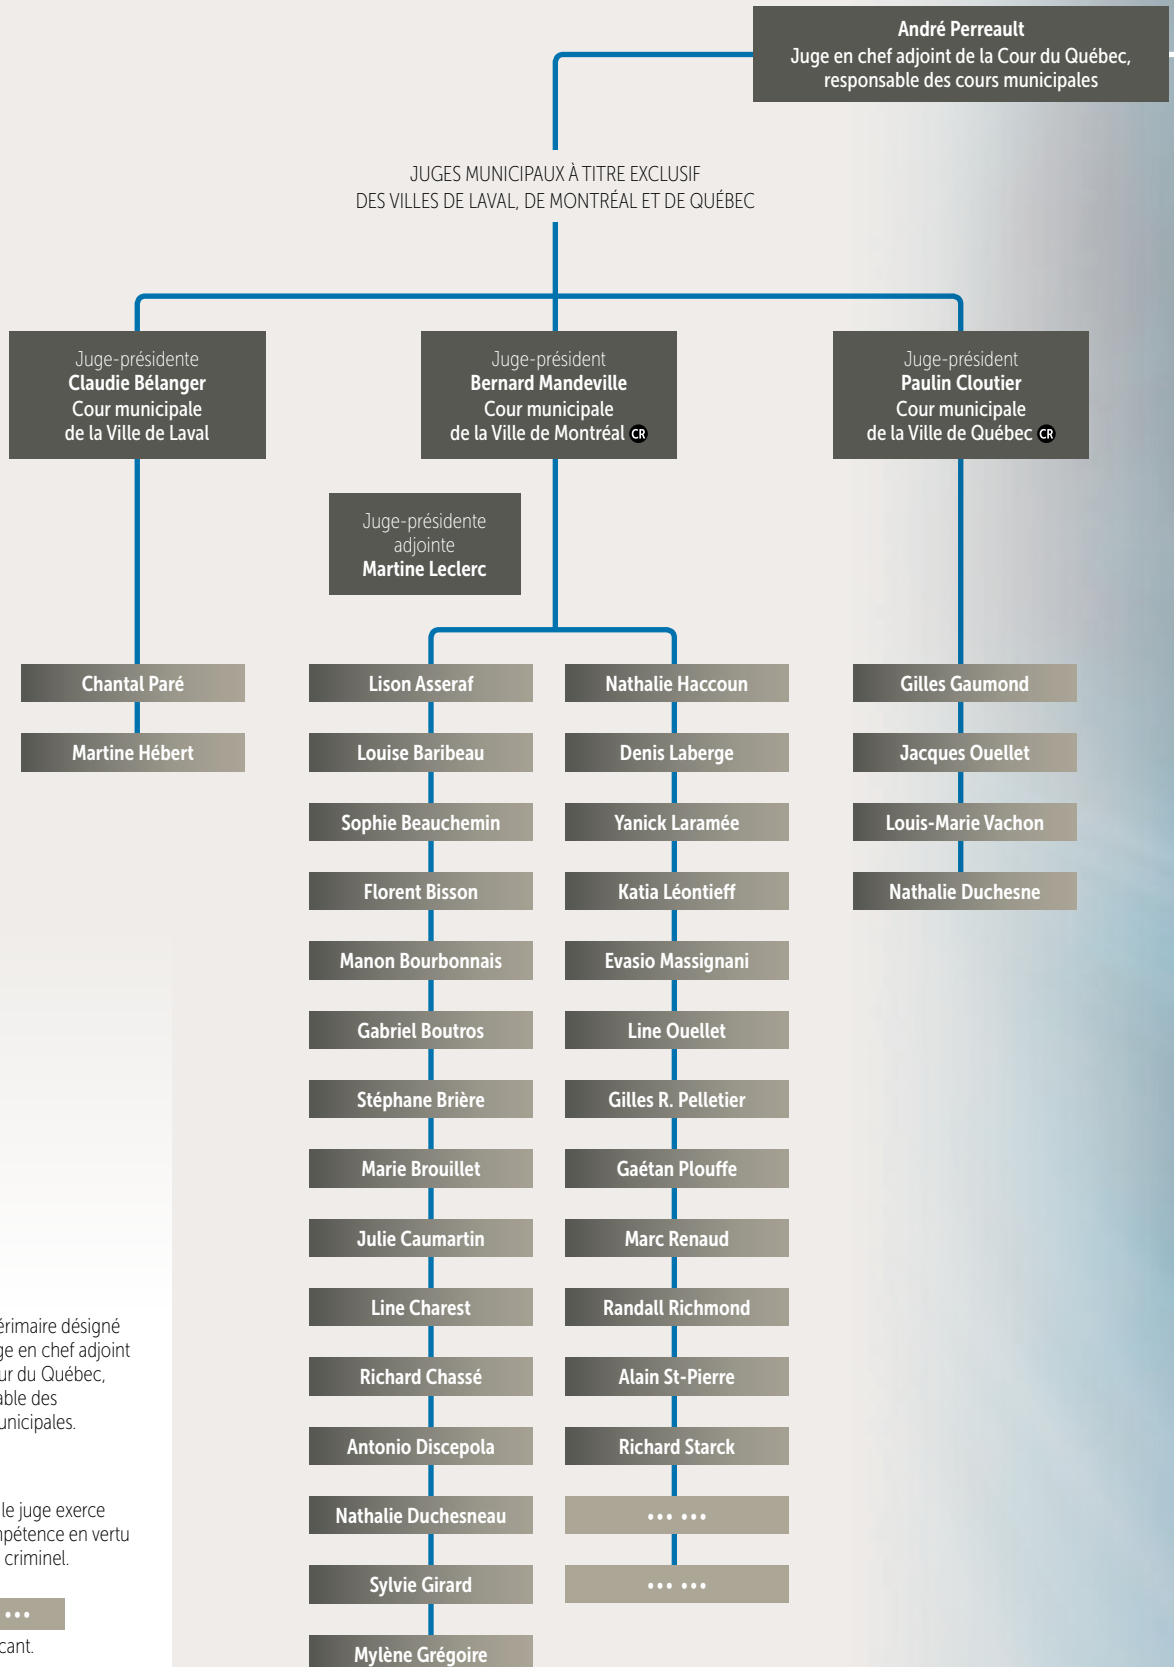 André Perreault
Juge en chef adjoint de la Cour du Québec,
responsable des cours municipales
JUGES MUNICIPAUX À TITRE EXCLUSIF
DES VILLES DE LAVAL, DE MONTRÉAL ET DE QUÉBEC
Juge-présidente
Claudie Bélanger
Cour municipale
de la Ville de Laval
Juge-président
Bernard Mandeville
Cour municipale
de la Ville de Montréal CR
Juge-président
Paulin Cloutier
Cour municipale
de la Ville de Québec CR
Juge-présidente
adjointe
Martine Leclerc
Chantal Paré
Martine Hébert
Lison Asseraf
Louise Baribeau
Sophie Beauchemin
Florent Bisson
Manon Bourbonnais
Gabriel Boutros
Stéphane Brière
Marie Brouillet
Julie Caumartin
Line Charest
Richard Chassé
Antonio Discepola
Nathalie Duchesneau
Sylvie Girard
Mylène Grégoire
Nathalie Haccoun
Denis Laberge
Yanick Laramée
Katia Léontieff
Evasio Massignani
Line Ouellet
Gilles R. Pelletier
Gaétan Plouffe
Marc Renaud
Randall Richmond
Alain St-Pierre
Richard Starck
••• •••
••• •••
Gilles Gaumond
Jacques Ouellet
Louis-Marie Vachon
Nathalie Duchesne
érimaire désigné
ge en chef adjoint
ur du Québec,
able des
unicipales.
le juge exerce
mpétence en vertu
criminel.
•••
cant.